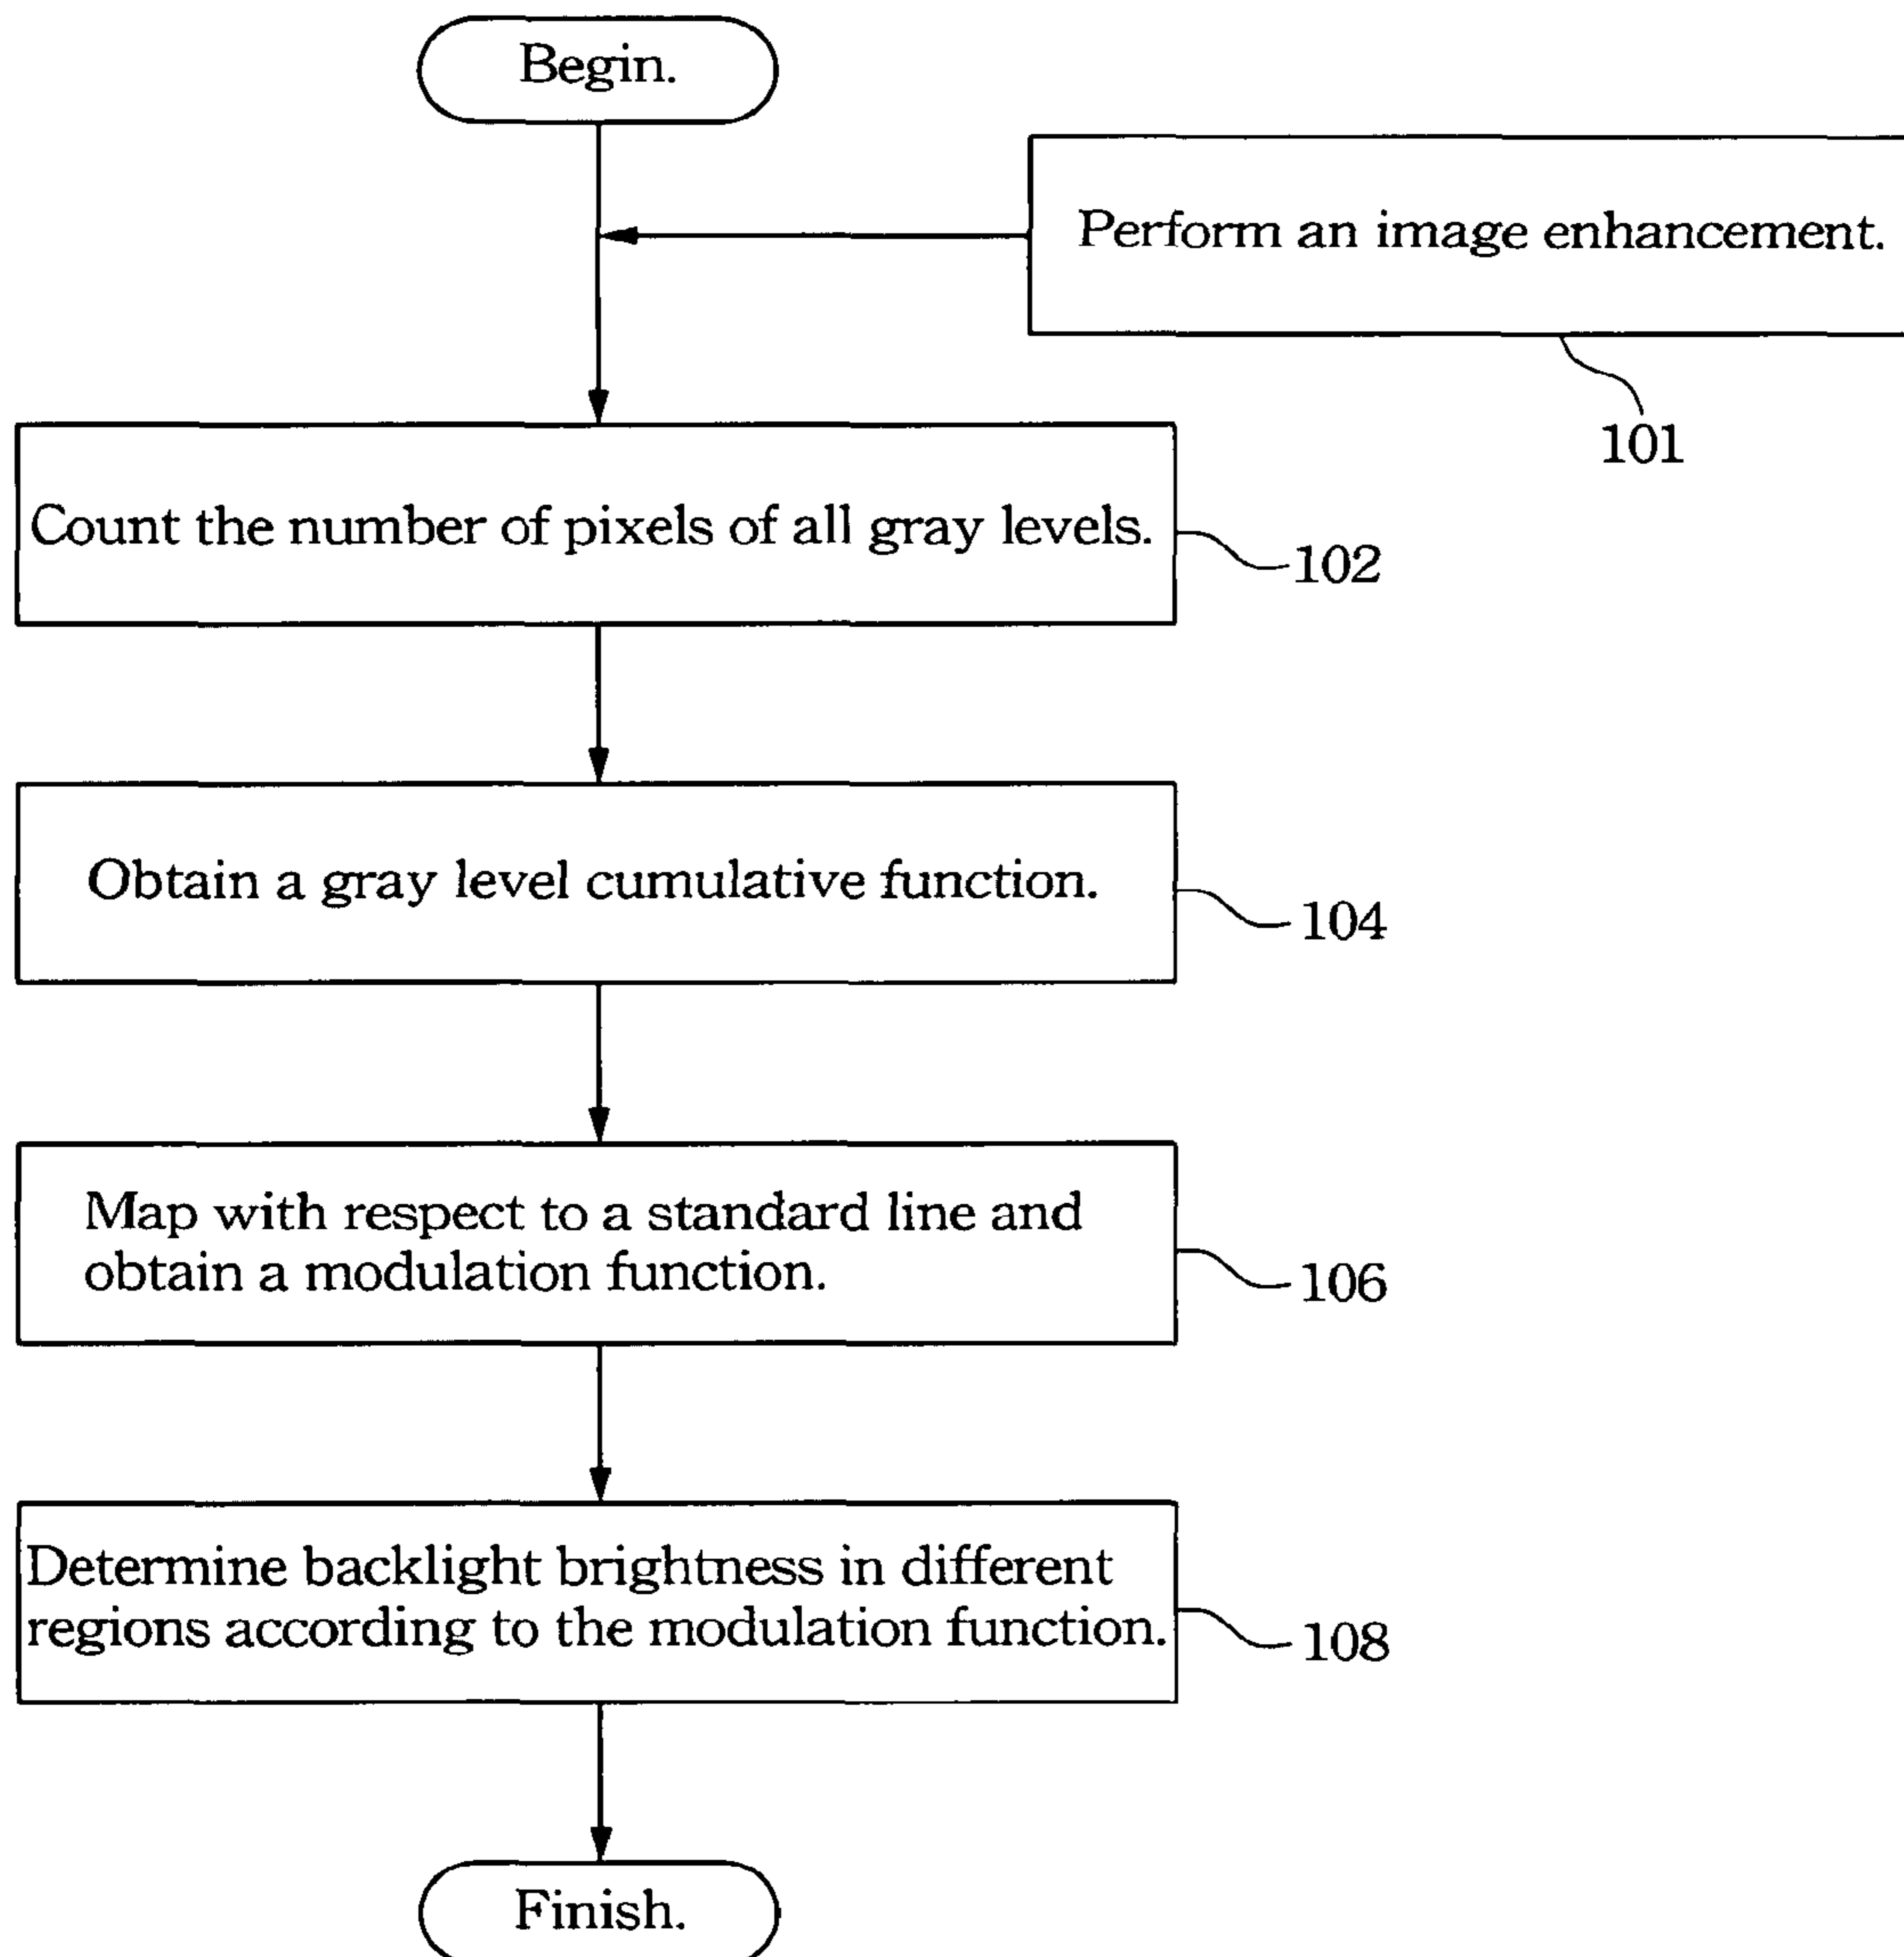 Begin.
Perform an image enhancement.
101
Count the number of pixels of all gray levels.
102
Obtain a gray level cumulative function.
104
Map with respect to a standard line and
obtain a modulation function.
106
Determine backlight brightness in different
regions according to the modulation function.
108
Finish.